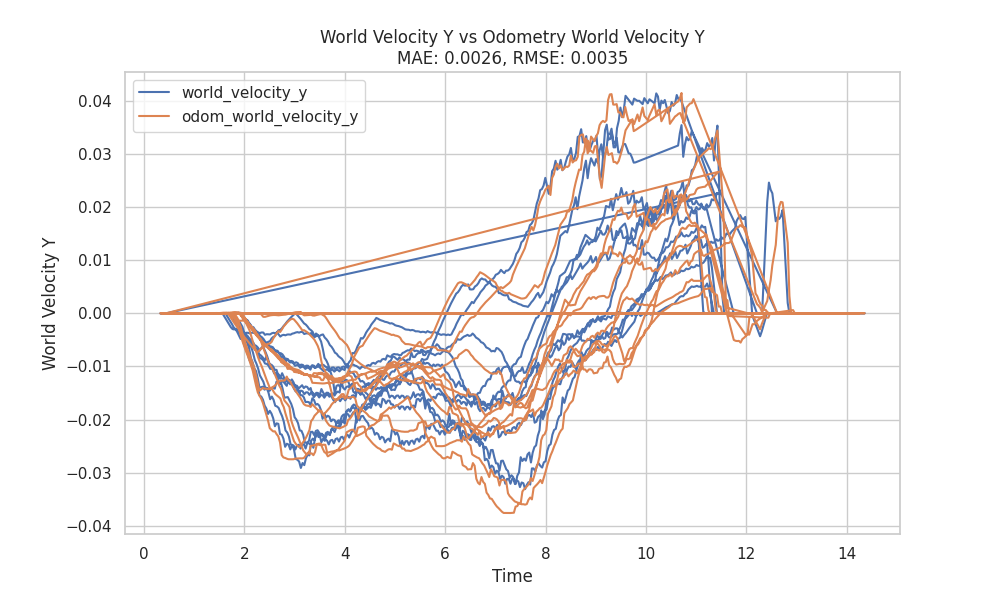 World Velocity Y vs Odometry World Velocity Y
MAE: 0.0026, RMSE: 0.0035
world_velocity_y
odom_world_velocity_y
World Velocity Y
0.04
0.03
0.02
0.01
0.00
−0.01
−0.02
−0.03
−0.04
0 2 4 6 8 10 12 14
Time